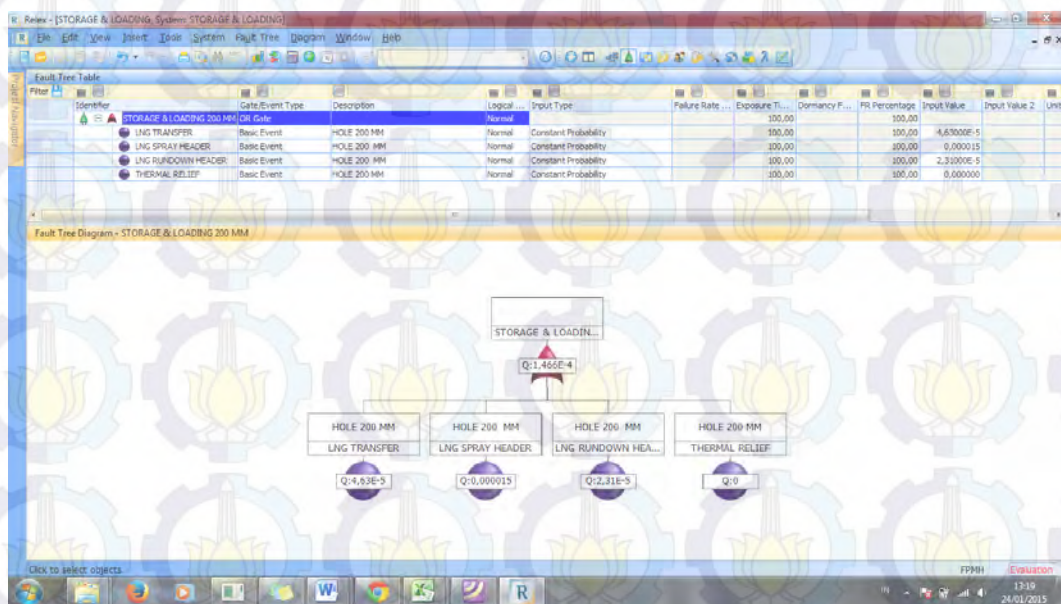 Relex - [STORAGE & LOADING, System: STORAGE & LOADING]
File Edit View Insert Tools System Fault Tree Diagram Window Help
Project Navigator
Fault Tree Table
Filter
Identifier Gate/Event Type Description Logical ... Input Type Failure Rate ... Exposure Ti... Dormancy F... FR Percentage Input Value Input Value 2 Unit
STORAGE & LOADING 200 MM OR Gate Normal 100,00 100,00
LNG TRANSFER Basic Event HOLE 200 MM Normal Constant Probability 100,00 100,00 4,63000E-5
LNG SPRAY HEADER Basic Event HOLE 200 MM Normal Constant Probability 100,00 100,00 0,000015
LNG RUNDOWN HEADER Basic Event HOLE 200 MM Normal Constant Probability 100,00 100,00 2,31000E-5
THERMAL RELIEF Basic Event HOLE 200 MM Normal Constant Probability 100,00 100,00 0,000000
Fault Tree Diagram - STORAGE & LOADING 200 MM
STORAGE & LOADIN...
Q:1,466E-4
HOLE 200 MM HOLE 200 MM HOLE 200 MM HOLE 200 MM
LNG TRANSFER LNG SPRAY HEADER LNG RUNDOWN HEA... THERMAL RELIEF
Q:4,63E-5 Q:0,000015 Q:2,31E-5 Q:0
Click to select objects. FPMH Evaluation
IN 13:19
24/01/2015